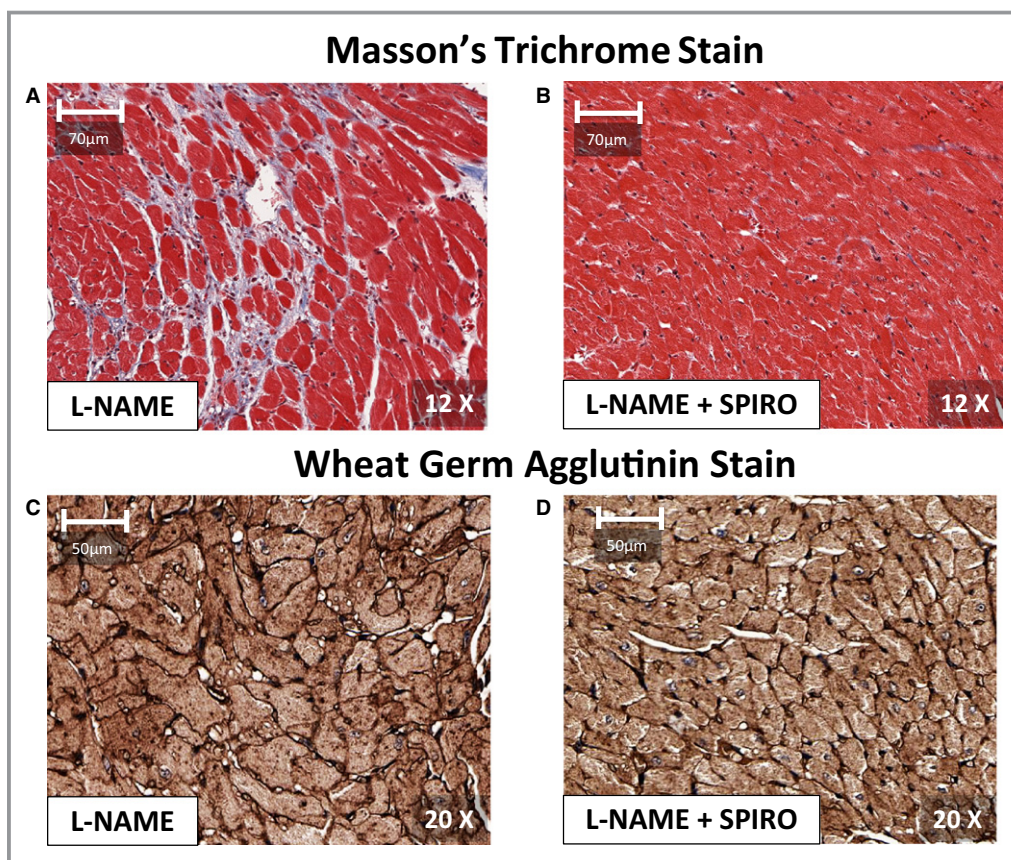 Masson's Trichrome Stain
A
B
70µm
70µm
L-NAME
12 X
L-NAME + SPIRO
12 X
Wheat Germ Agglutinin Stain
C
D
50µm
50µm
L-NAME
20 X
L-NAME + SPIRO
20 X